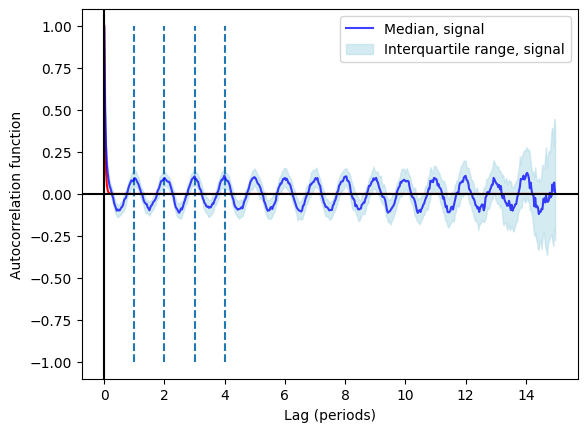 Median, signal
Interquartile range, signal
Autocorrelation function
1.00
0.75
0.50
0.25
0.00
−0.25
−0.50
−0.75
−1.00
0 2 4 6 8 10 12 14
Lag (periods)